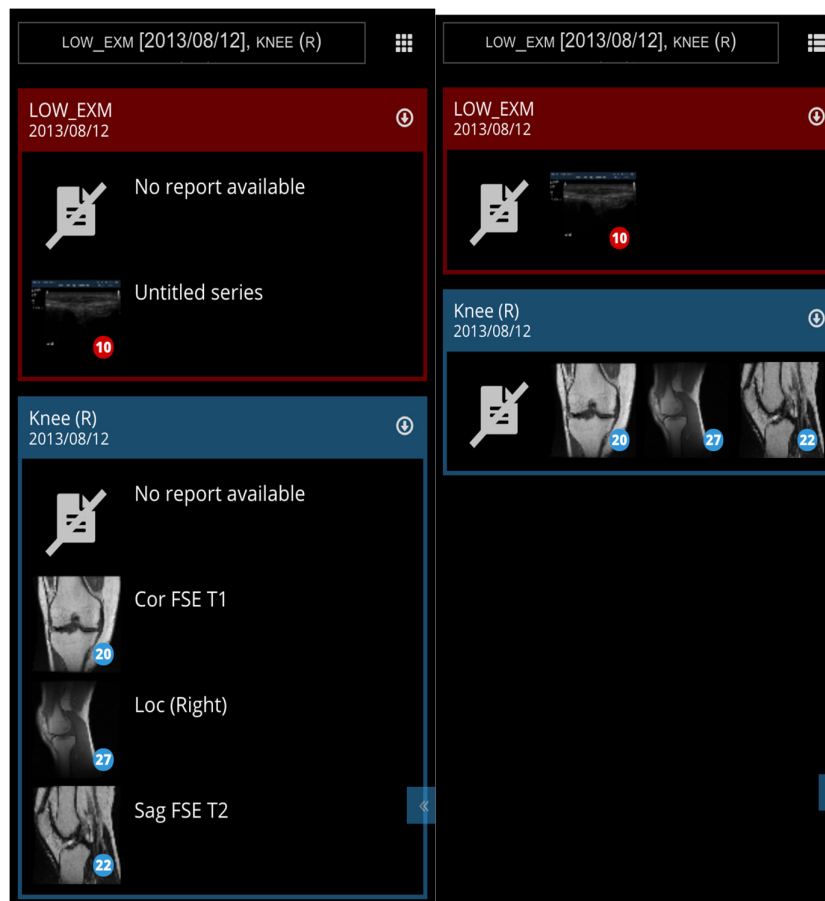 LOW_EXM [2013/08/12], KNEE (R)
LOW_EXM
2013/08/12
No report available
Untitled series
10
Knee (R)
2013/08/12
No report available
Cor FSE T1
20
Loc (Right)
27
Sag FSE T2
22
«
LOW_EXM [2013/08/12], KNEE (R)
LOW_EXM
2013/08/12
10
Knee (R)
2013/08/12
20 27 22